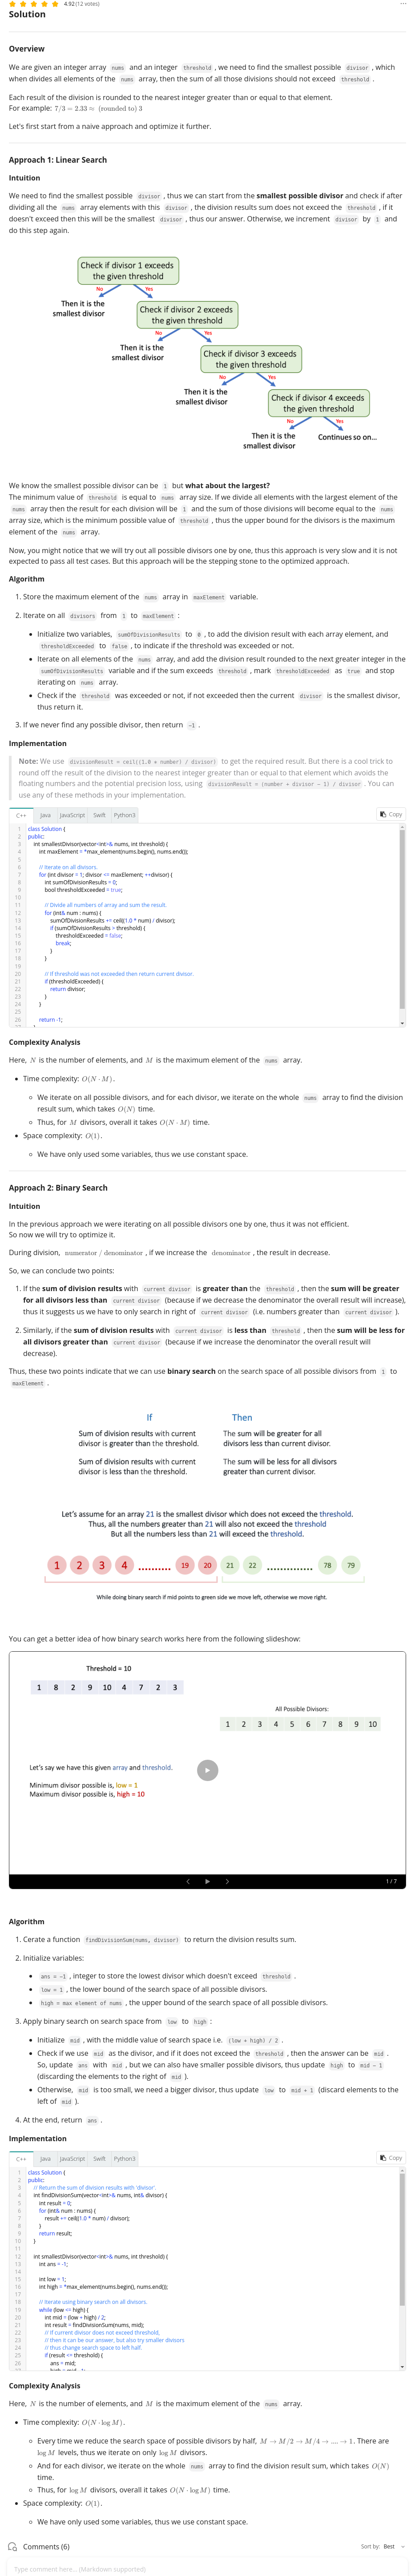 4.92 (12 votes)
Solution
Overview
We are given an integer array nums and an integer threshold , we need to find the smallest possible divisor , which
when divides all elements of the nums array, then the sum of all those divisions should not exceed threshold .
Each result of the division is rounded to the nearest integer greater than or equal to that element.
For example: 7/3 = 2.33 ≈ (rounded to) 3
Let's first start from a naive approach and optimize it further.
Approach 1: Linear Search
Intuition
We need to find the smallest possible divisor , thus we can start from the smallest possible divisor and check if after
dividing all the nums array elements with this divisor , the division results sum does not exceed the threshold , if it
doesn't exceed then this will be the smallest divisor , thus our answer. Otherwise, we increment divisor by 1 and
do this step again.
Check if divisor 1 exceeds
the given threshold
No
Yes
Then it is the
smallest divisor
Check if divisor 2 exceeds
the given threshold
No
Yes
Then it is the
smallest divisor
Check if divisor 3 exceeds
the given threshold
No
Yes
Then it is the
smallest divisor
Check if divisor 4 exceeds
the given threshold
No
Yes
Then it is the
smallest divisor
Continues so on...
We know the smallest possible divisor can be 1 but what about the largest?
The minimum value of threshold is equal to nums array size. If we divide all elements with the largest element of the
nums array then the result for each division will be 1 and the sum of those divisions will become equal to the nums
array size, which is the minimum possible value of threshold , thus the upper bound for the divisors is the maximum
element of the nums array.
Now, you might notice that we will try out all possible divisors one by one, thus this approach is very slow and it is not
expected to pass all test cases. But this approach will be the stepping stone to the optimized approach.
Algorithm
1. Store the maximum element of the nums array in maxElement variable.
2. Iterate on all divisors from 1 to maxElement :
• Initialize two variables, sumOfDivisionResults to 0 , to add the division result with each array element, and
thresholdExceeded to false , to indicate if the threshold was exceeded or not.
• Iterate on all elements of the nums array, and add the division result rounded to the next greater integer in the
sumOfDivisionResults variable and if the sum exceeds threshold , mark thresholdExceeded as true and stop
iterating on nums array.
• Check if the threshold was exceeded or not, if not exceeded then the current divisor is the smallest divisor,
thus return it.
3. If we never find any possible divisor, then return -1 .
Implementation
Note: We use divisionResult = ceil((1.0 * number) / divisor) to get the required result. But there is a cool trick to
round off the result of the division to the nearest integer greater than or equal to that element which avoids the
floating numbers and the potential precision loss, using divisionResult = (number + divisor - 1) / divisor . You can
use any of these methods in your implementation.
C++ Java JavaScript Swift Python3 Copy
1 class Solution {
2 public:
3 int smallestDivisor(vector<int>& nums, int threshold) {
4 int maxElement = *max_element(nums.begin(), nums.end());
5
6 // Iterate on all divisors.
7 for (int divisor = 1; divisor <= maxElement; ++divisor) {
8 int sumOfDivisionResults = 0;
9 bool thresholdExceeded = true;
10
11 // Divide all numbers of array and sum the result.
12 for (int& num : nums) {
13 sumOfDivisionResults += ceil((1.0 * num) / divisor);
14 if (sumOfDivisionResults > threshold) {
15 thresholdExceeded = false;
16 break;
17 }
18 }
19
20 // If threshold was not exceeded then return current divisor.
21 if (thresholdExceeded) {
22 return divisor;
23 }
24 }
25
26 return -1;
Complexity Analysis
Here, N is the number of elements, and M is the maximum element of the nums array.
• Time complexity: O(N · M).
◦ We iterate on all possible divisors, and for each divisor, we iterate on the whole nums array to find the division
result sum, which takes O(N) time.
◦ Thus, for M divisors, overall it takes O(N · M) time.
• Space complexity: O(1).
◦ We have only used some variables, thus we use constant space.
Approach 2: Binary Search
Intuition
In the previous approach we were iterating on all possible divisors one by one, thus it was not efficient.
So now we will try to optimize it.
During division, numerator / denominator , if we increase the denominator , the result in decrease.
So, we can conclude two points:
1. If the sum of division results with current divisor is greater than the threshold , then the sum will be greater
for all divisors less than current divisor (because if we decrease the denominator the overall result will increase),
thus it suggests us we have to only search in right of current divisor (i.e. numbers greater than current divisor ).
2. Similarly, if the sum of division results with current divisor is less than threshold , then the sum will be less for
all divisors greater than current divisor (because if we increase the denominator the overall result will
decrease).
Thus, these two points indicate that we can use binary search on the search space of all possible divisors from 1 to
maxElement .
If
Then
Sum of division results with current
divisor is greater than the threshold.
The sum will be greater for all
divisors less than current divisor.
Sum of division results with current
divisor is less than the threshold.
The sum will be less for all divisors
greater than current divisor.
Let's assume for an array 21 is the smallest divisor which does not exceed the threshold.
Thus, all the numbers greater than 21 will also not exceed the threshold
But all the numbers less than 21 will exceed the threshold.
1 2 3 4 .......... 19 20 21 22 .............. 78 79
While doing binary search if mid points to green side we move left, otherwise we move right.
You can get a better idea of how binary search works here from the following slideshow:
Threshold = 10
1 8 2 9 10 4 7 2 3
All Possible Divisors:
1 2 3 4 5 6 7 8 9 10
Let's say we have this given array and threshold.
Minimum divisor possible is, low = 1
Maximum divisor possible is, high = 10
1 / 7
Algorithm
1. Cerate a function findDivisionSum(nums, divisor) to return the division results sum.
2. Initialize variables:
• ans = -1 , integer to store the lowest divisor which doesn't exceed threshold .
• low = 1 , the lower bound of the search space of all possible divisors.
• high = max element of nums , the upper bound of the search space of all possible divisors.
3. Apply binary search on search space from low to high :
• Initialize mid , with the middle value of search space i.e. (low + high) / 2 .
• Check if we use mid as the divisor, and if it does not exceed the threshold , then the answer can be mid .
So, update ans with mid , but we can also have smaller possible divisors, thus update high to mid - 1
(discarding the elements to the right of mid ).
• Otherwise, mid is too small, we need a bigger divisor, thus update low to mid + 1 (discard elements to the
left of mid ).
4. At the end, return ans .
Implementation
C++ Java JavaScript Swift Python3 Copy
1 class Solution {
2 public:
3 // Return the sum of division results with 'divisor'.
4 int findDivisionSum(vector<int>& nums, int& divisor) {
5 int result = 0;
6 for (int& num : nums) {
7 result += ceil((1.0 * num) / divisor);
8 }
9 return result;
10 }
11
12 int smallestDivisor(vector<int>& nums, int threshold) {
13 int ans = -1;
14
15 int low = 1;
16 int high = *max_element(nums.begin(), nums.end());
17
18 // Iterate using binary search on all divisors.
19 while (low <= high) {
20 int mid = (low + high) / 2;
21 int result = findDivisionSum(nums, mid);
22 // If current divisor does not exceed threshold,
23 // then it can be our answer, but also try smaller divisors
24 // thus change search space to left half.
25 if (result <= threshold) {
26 ans = mid;
Complexity Analysis
Here, N is the number of elements, and M is the maximum element of the nums array.
• Time complexity: O(N · log M).
◦ Every time we reduce the search space of possible divisors by half, M → M/2 → M/4 → .... → 1. There are
log M levels, thus we iterate on only log M divisors.
◦ And for each divisor, we iterate on the whole nums array to find the division result sum, which takes O(N)
time.
◦ Thus, for log M divisors, overall it takes O(N · log M) time.
• Space complexity: O(1).
◦ We have only used some variables, thus we use constant space.
Comments (6) Sort by: Best
Type comment here... (Markdown supported)